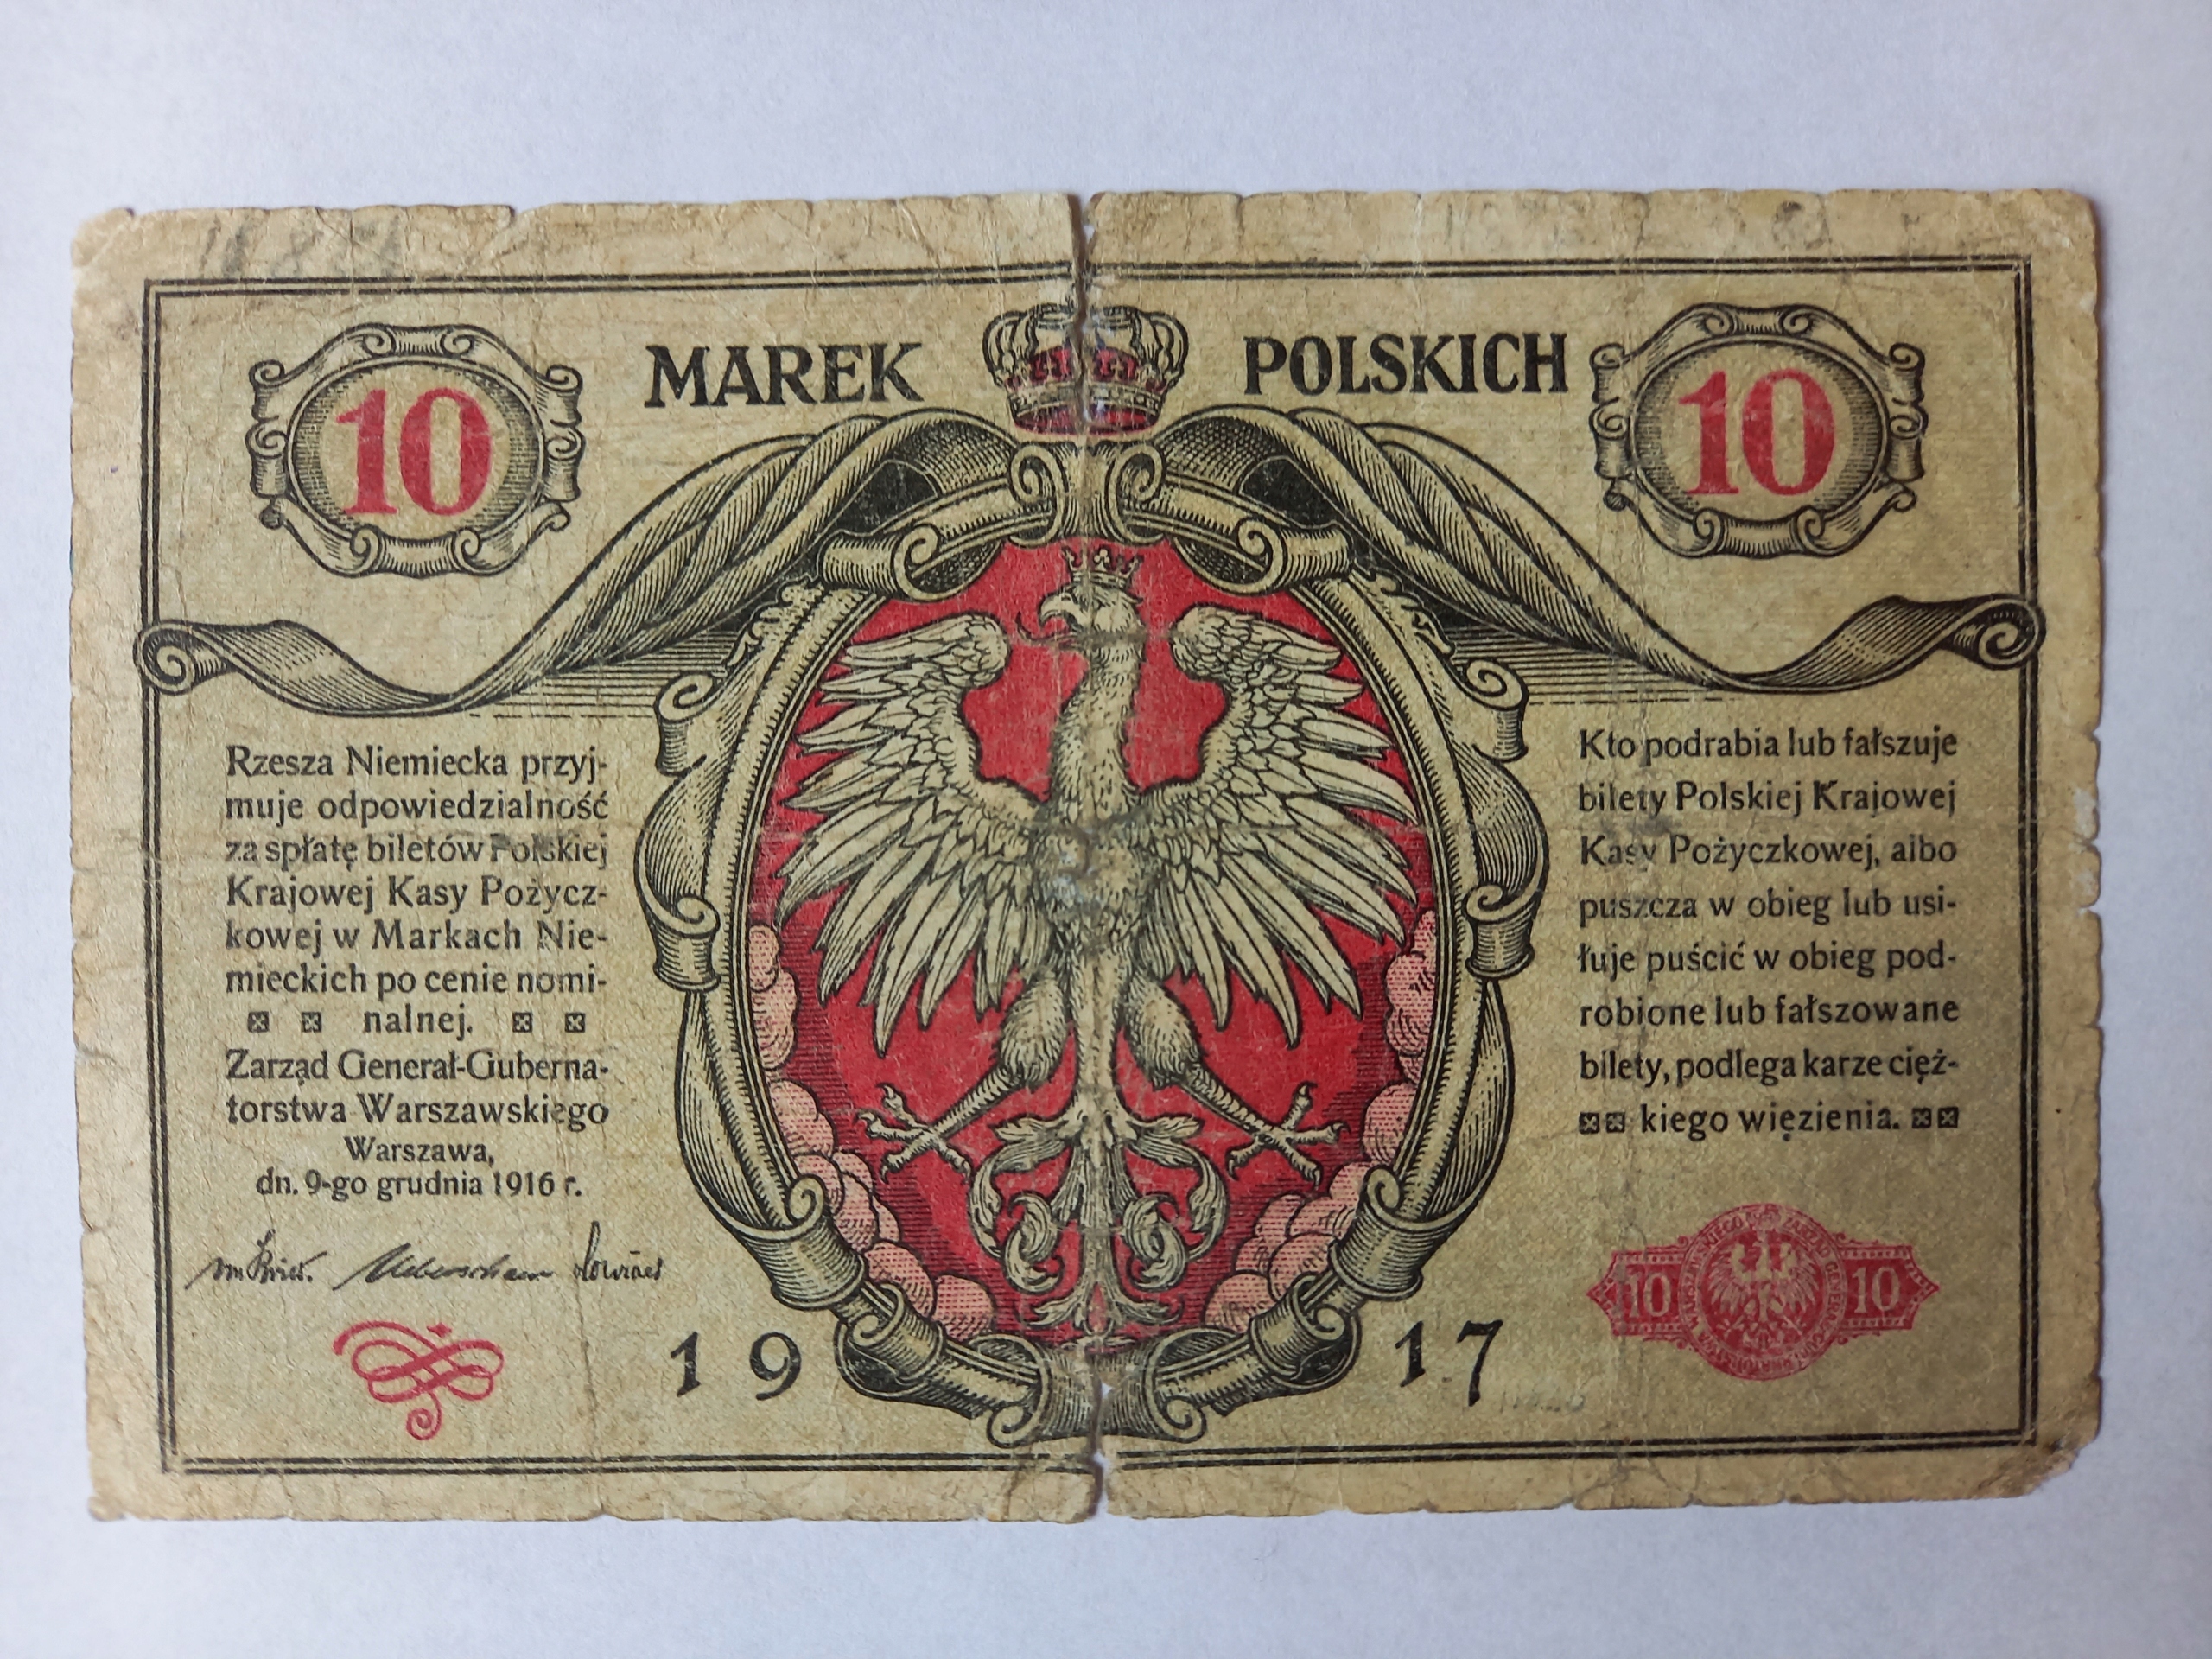 10 MAREK POLSKICH 10
Rzesza Niemiecka przyj-
muje odpowiedzialność
za spłatę biletów Polskiej
Krajowej Kasy Pożycz-
kowej w Markach Nie-
mieckich po cenie nomi-
nalnej.
Zarząd Generał-Guberna-
torstwa Warszawskiego
Warszawa,
dn. 9-go grudnia 1916 r.
Kto podrabia lub fałszuje
bilety Polskiej Krajowej
Kasy Pożyczkowej, albo
puszcza w obieg lub usi-
łuje puścić w obieg pod-
robione lub fałszowane
bilety, podlega karze cięż-
kiego więzienia.
1917
10 10